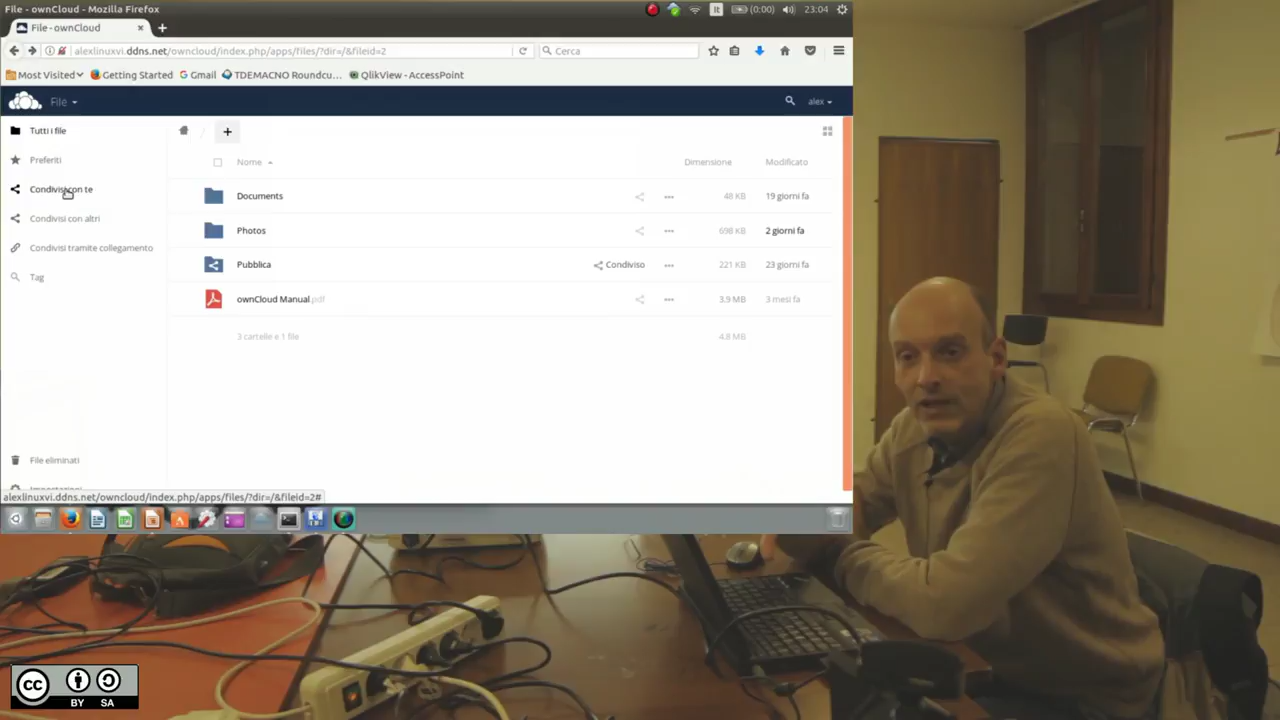 File - ownCloud - Mozilla Firefox
It (0:00) 23:04
File - ownCloud
alexlinuxvi.ddns.net/owncloud/index.php/apps/files/?dir=/&fileid=2
Cerca
Most Visited Getting Started Gmail TDEMACNO Roundcu... QlikView - AccessPoint
File alex
Tutti i file
Preferiti
Condivisi con te
Condivisi con altri
Condivisi tramite collegamento
Tag
File eliminati
Nome Dimensione Modificato
Documents 48 KB 19 giorni fa
Photos 698 KB 2 giorni fa
Pubblica Condiviso 221 KB 23 giorni fa
ownCloud Manual.pdf 3.9 MB 3 mesi fa
3 cartelle e 1 file 4.8 MB
alexlinuxvi.ddns.net/owncloud/index.php/apps/files/?dir=/&fileid=2#
cc
BY SA